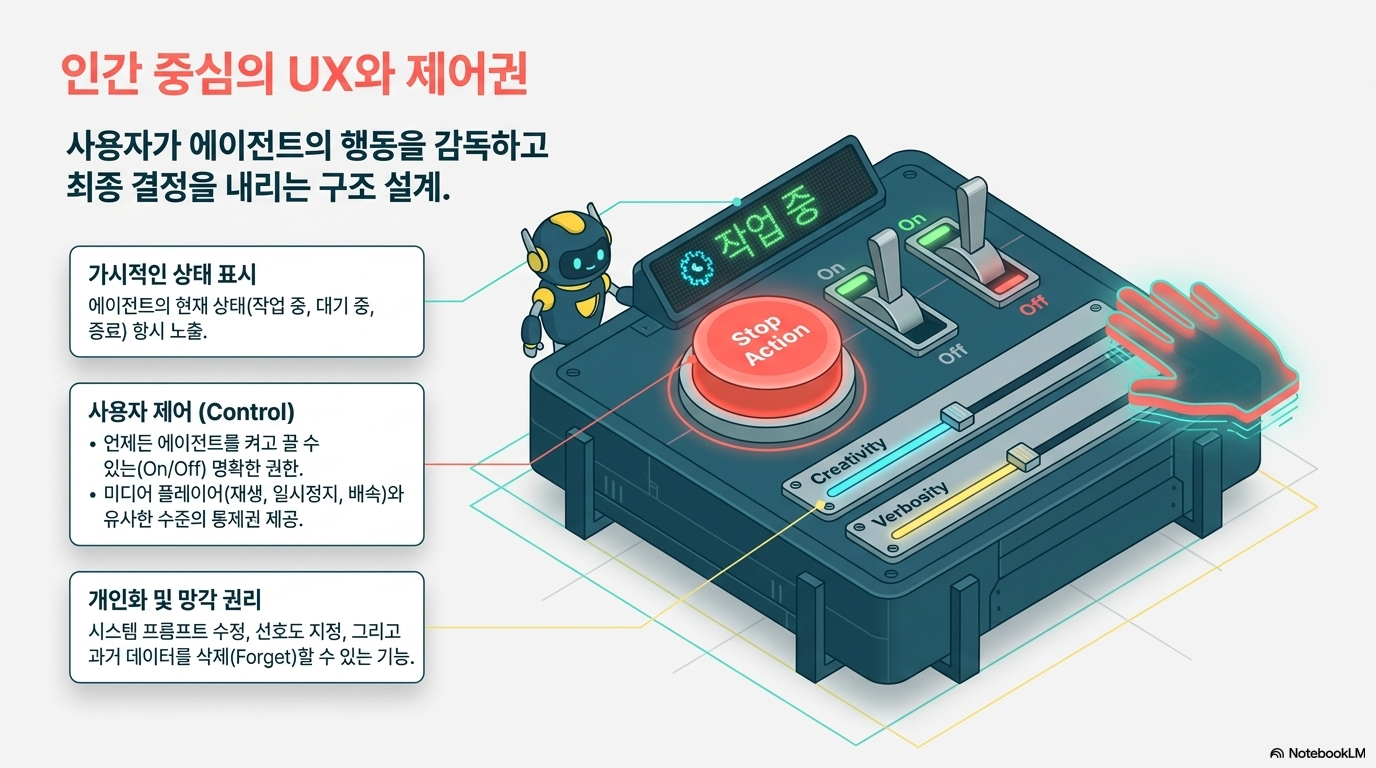 인간 중심의 UX와 제어권
사용자가 에이전트의 행동을 감독하고
최종 결정을 내리는 구조 설계.
가시적인 상태 표시
에이전트의 현재 상태(작업 중, 대기 중,
종료) 항시 노출.
사용자 제어 (Control)
• 언제든 에이전트를 켜고 끌 수
있는(On/Off) 명확한 권한.
• 미디어 플레이어(재생, 일시정지, 배속)와
유사한 수준의 통제권 제공.
개인화 및 망각 권리
시스템 프롬프트 수정, 선호도 지정, 그리고
과거 데이터를 삭제(Forget)할 수 있는 기능.
작업 중
Stop
Action
On
Off
On
Off
Creativity
Verbosity
NotebookLM